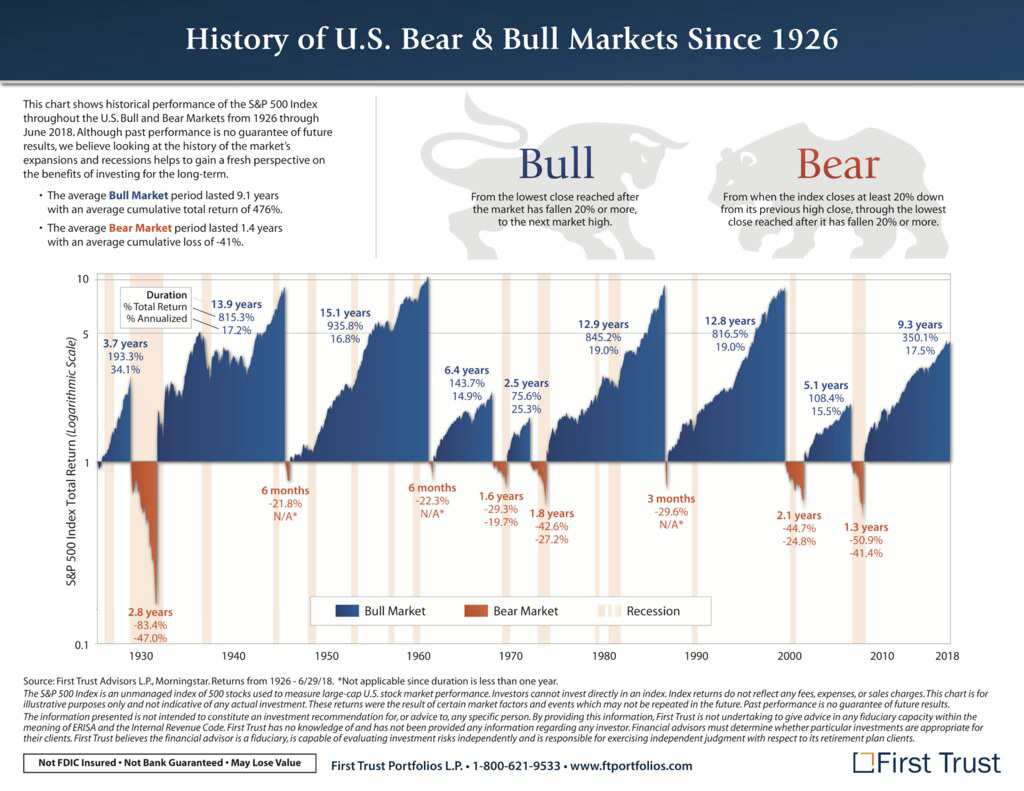 History of U.S. Bear & Bull Markets Since 1926
This chart shows historical performance of the S&P 500 Index
throughout the U.S. Bull and Bear Markets from 1926 through
June 2018. Although past performance is no guarantee of future
results, we believe looking at the history of the market's
expansions and recessions helps to gain a fresh perspective on
the benefits of investing for the long-term.
• The average Bull Market period lasted 9.1 years
with an average cumulative total return of 476%.
• The average Bear Market period lasted 1.4 years
with an average cumulative loss of -41%.
Bull
From the lowest close reached after
the market has fallen 20% or more,
to the next market high.
Bear
From when the index closes at least 20% down
from its previous high close, through the lowest
close reached after it has fallen 20% or more.
S&P 500 Index Total Return (Logarithmic Scale)
10
5
1
0.1
Duration
% Total Return
% Annualized
3.7 years
193.3%
34.1%
13.9 years
815.3%
17.2%
15.1 years
935.8%
16.8%
6.4 years
143.7%
14.9%
2.5 years
75.6%
25.3%
12.9 years
845.2%
19.0%
12.8 years
816.5%
19.0%
5.1 years
108.4%
15.5%
9.3 years
350.1%
17.5%
2.8 years
-83.4%
-47.0%
6 months
-21.8%
N/A*
6 months
-22.3%
N/A*
1.6 years
-29.3%
-19.7%
1.8 years
-42.6%
-27.2%
3 months
-29.6%
N/A*
2.1 years
-44.7%
-24.8%
1.3 years
-50.9%
-41.4%
Bull Market
Bear Market
Recession
1930
1940
1950
1960
1970
1980
1990
2000
2010
2018
Source: First Trust Advisors L.P., Morningstar. Returns from 1926 - 6/29/18. *Not applicable since duration is less than one year.
The S&P 500 Index is an unmanaged index of 500 stocks used to measure large-cap U.S. stock market performance. Investors cannot invest directly in an index. Index returns do not reflect any fees, expenses, or sales charges. This chart is for
illustrative purposes only and not indicative of any actual investment. These returns were the result of certain market factors and events which may not be repeated in the future. Past performance is no guarantee of future results.
The information presented is not intended to constitute an investment recommendation for, or advice to, any specific person. By providing this information, First Trust is not undertaking to give advice in any fiduciary capacity within the
meaning of ERISA and the Internal Revenue Code. First Trust has no knowledge of and has not been provided any information regarding any investor. Financial advisors must determine whether particular investments are appropriate for
their clients. First Trust believes the financial advisor is a fiduciary, is capable of evaluating investment risks independently and is responsible for exercising independent judgment with respect to its retirement plan clients.
Not FDIC Insured • Not Bank Guaranteed • May Lose Value
First Trust Portfolios L.P. • 1-800-621-9533 • www.ftportfolios.com
First Trust